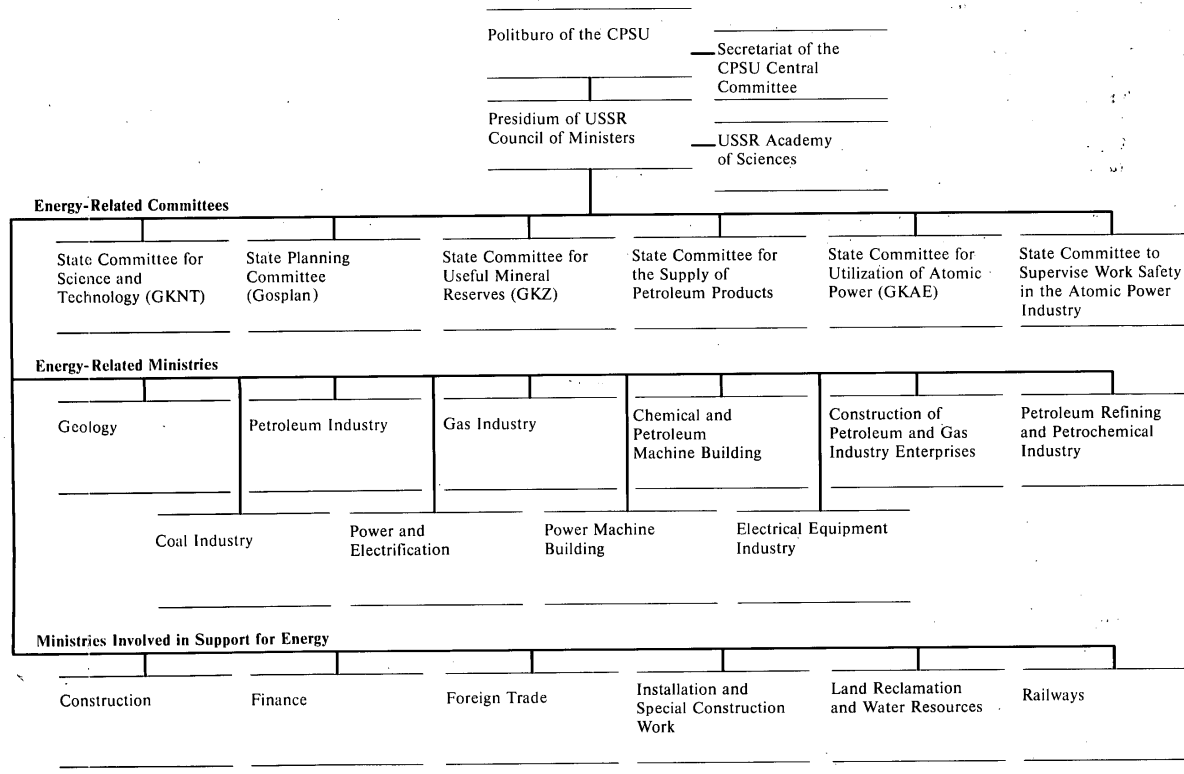 Politburo of the CPSU
Secretariat of the
CPSU Central
Committee
Presidium of USSR
Council of Ministers
USSR Academy
of Sciences
Energy-Related Committees
State Committee for
Science and
Technology (GKNT)
State Planning
Committee
(Gosplan)
State Committee for
Useful Mineral
Reserves (GKZ)
State Committee for
the Supply of
Petroleum Products
State Committee for
Utilization of Atomic
Power (GKAE)
State Committee to
Supervise Work Safety
in the Atomic Power
Industry
Energy-Related Ministries
Geology
Petroleum Industry
Gas Industry
Chemical and
Petroleum
Machine Building
Construction of
Petroleum and Gas
Industry Enterprises
Petroleum Refining
and Petrochemical
Industry
Coal Industry
Power and
Electrification
Power Machine
Building
Electrical Equipment
Industry
Ministries Involved in Support for Energy
Construction
Finance
Foreign Trade
Installation and
Special Construction
Work
Land Reclamation
and Water Resources
Railways